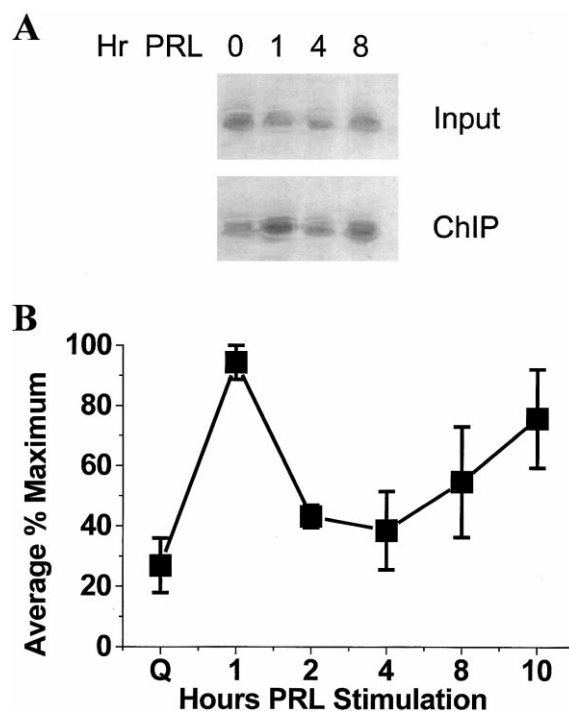 A
Hr PRL 0 1 4 8
Input
ChIP
B
Average % Maximum
100
80
60
40
20
0
Q 1 2 4 8 10
Hours PRL Stimulation